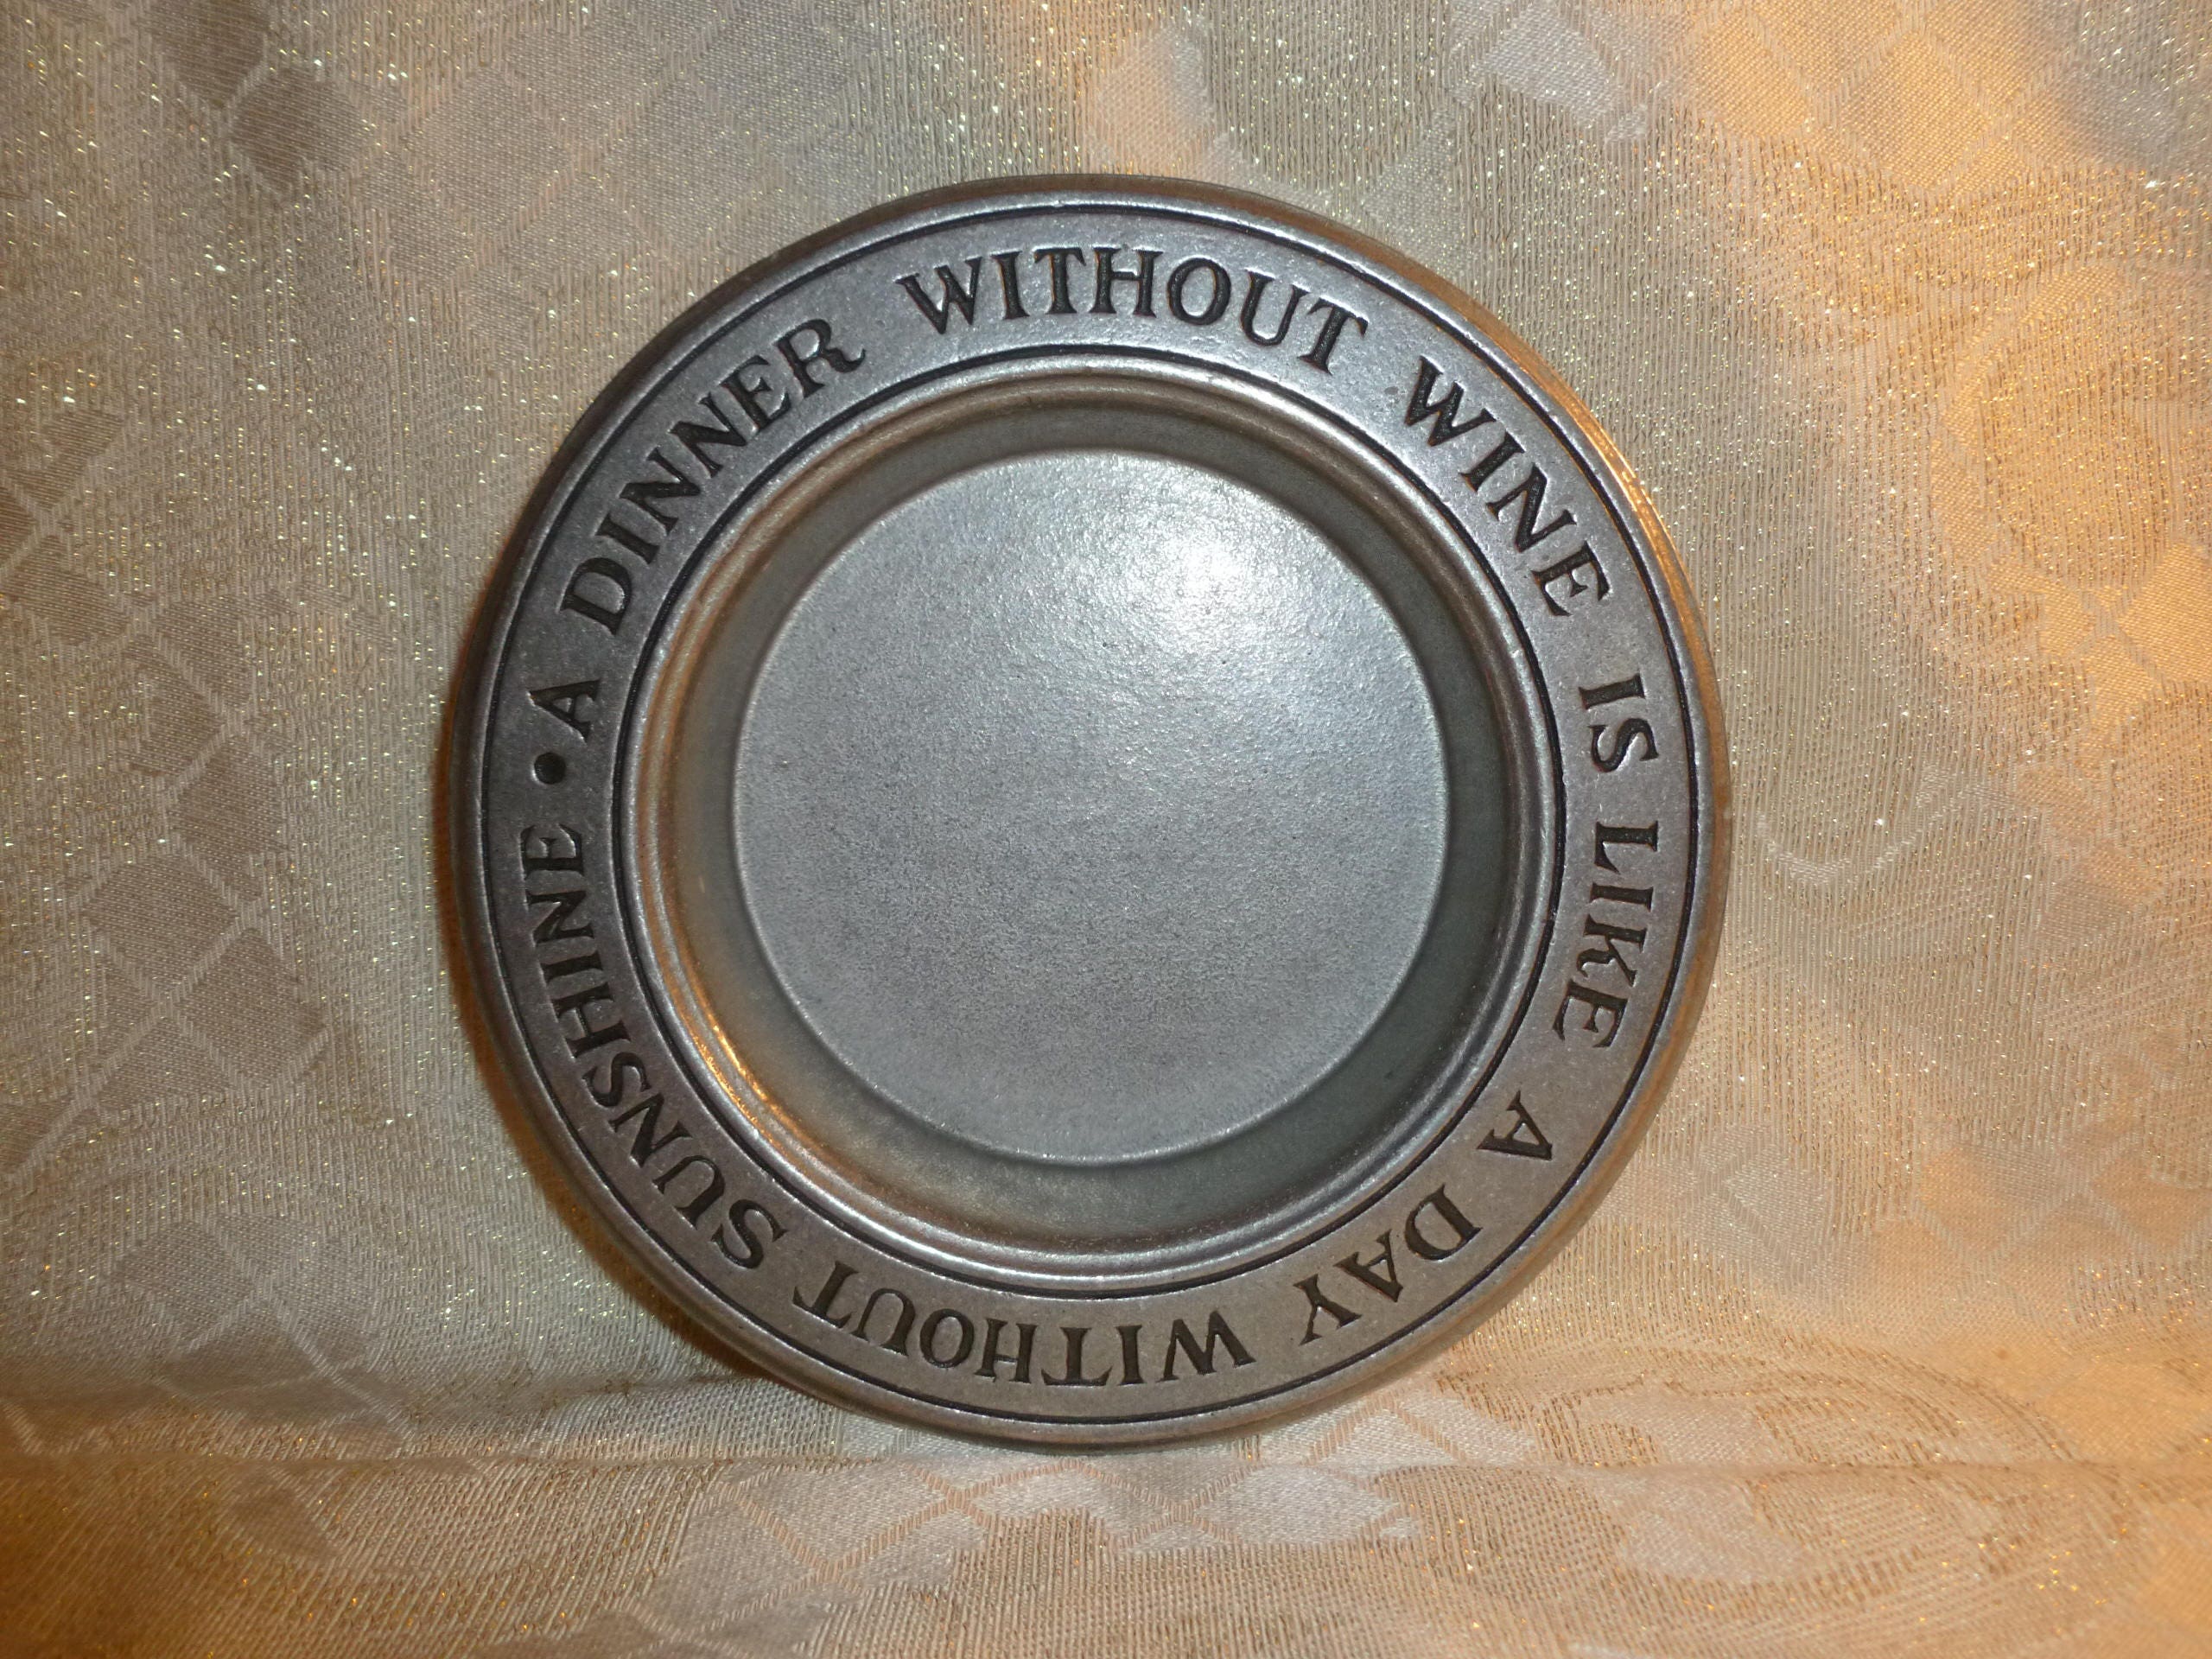 A DINNER WITHOUT WINE IS LIKE A DAY WITHOUT SUNSHINE •